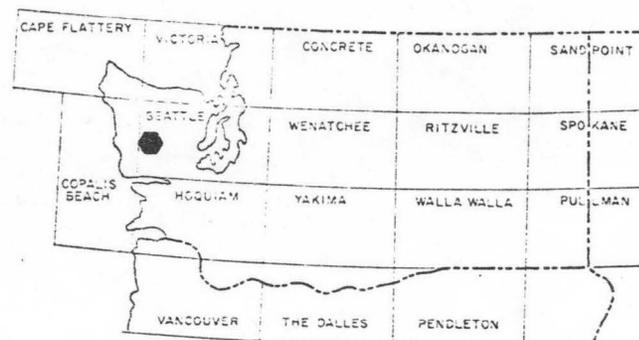 CAPE FLATTERY
VICTORIA
CONCRETE
OKANOGAN
SANDPOINT
SEATTLE
WENATCHEE
RITZVILLE
SPOKANE
COPALIS
BEACH
HOQUIAM
YAKIMA
WALLA WALLA
PULLMAN
VANCOUVER
THE DALLES
PENDLETON